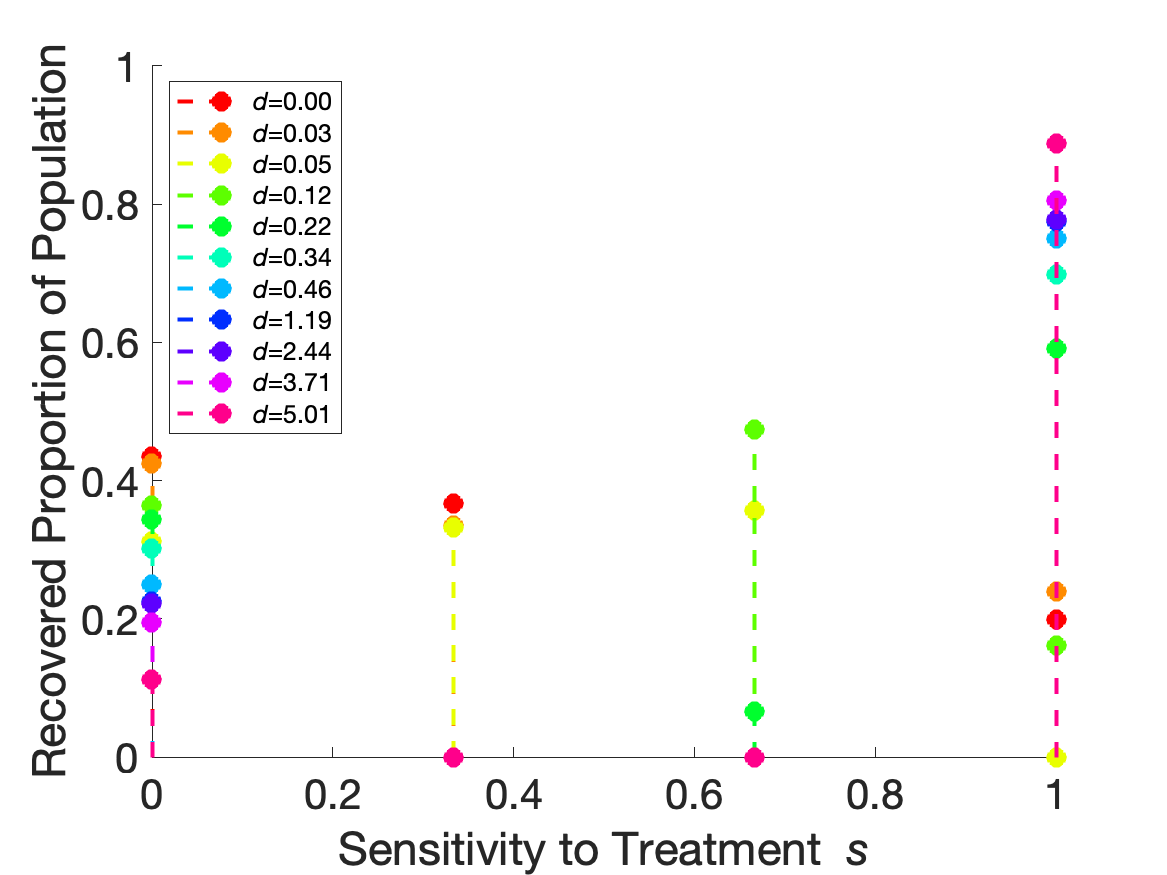 Recovered Proportion of Population
1
0.8
0.6
0.4
0.2
0
d=0.00
d=0.03
d=0.05
d=0.12
d=0.22
d=0.34
d=0.46
d=1.19
d=2.44
d=3.71
d=5.01
0 0.2 0.4 0.6 0.8 1
Sensitivity to Treatment s